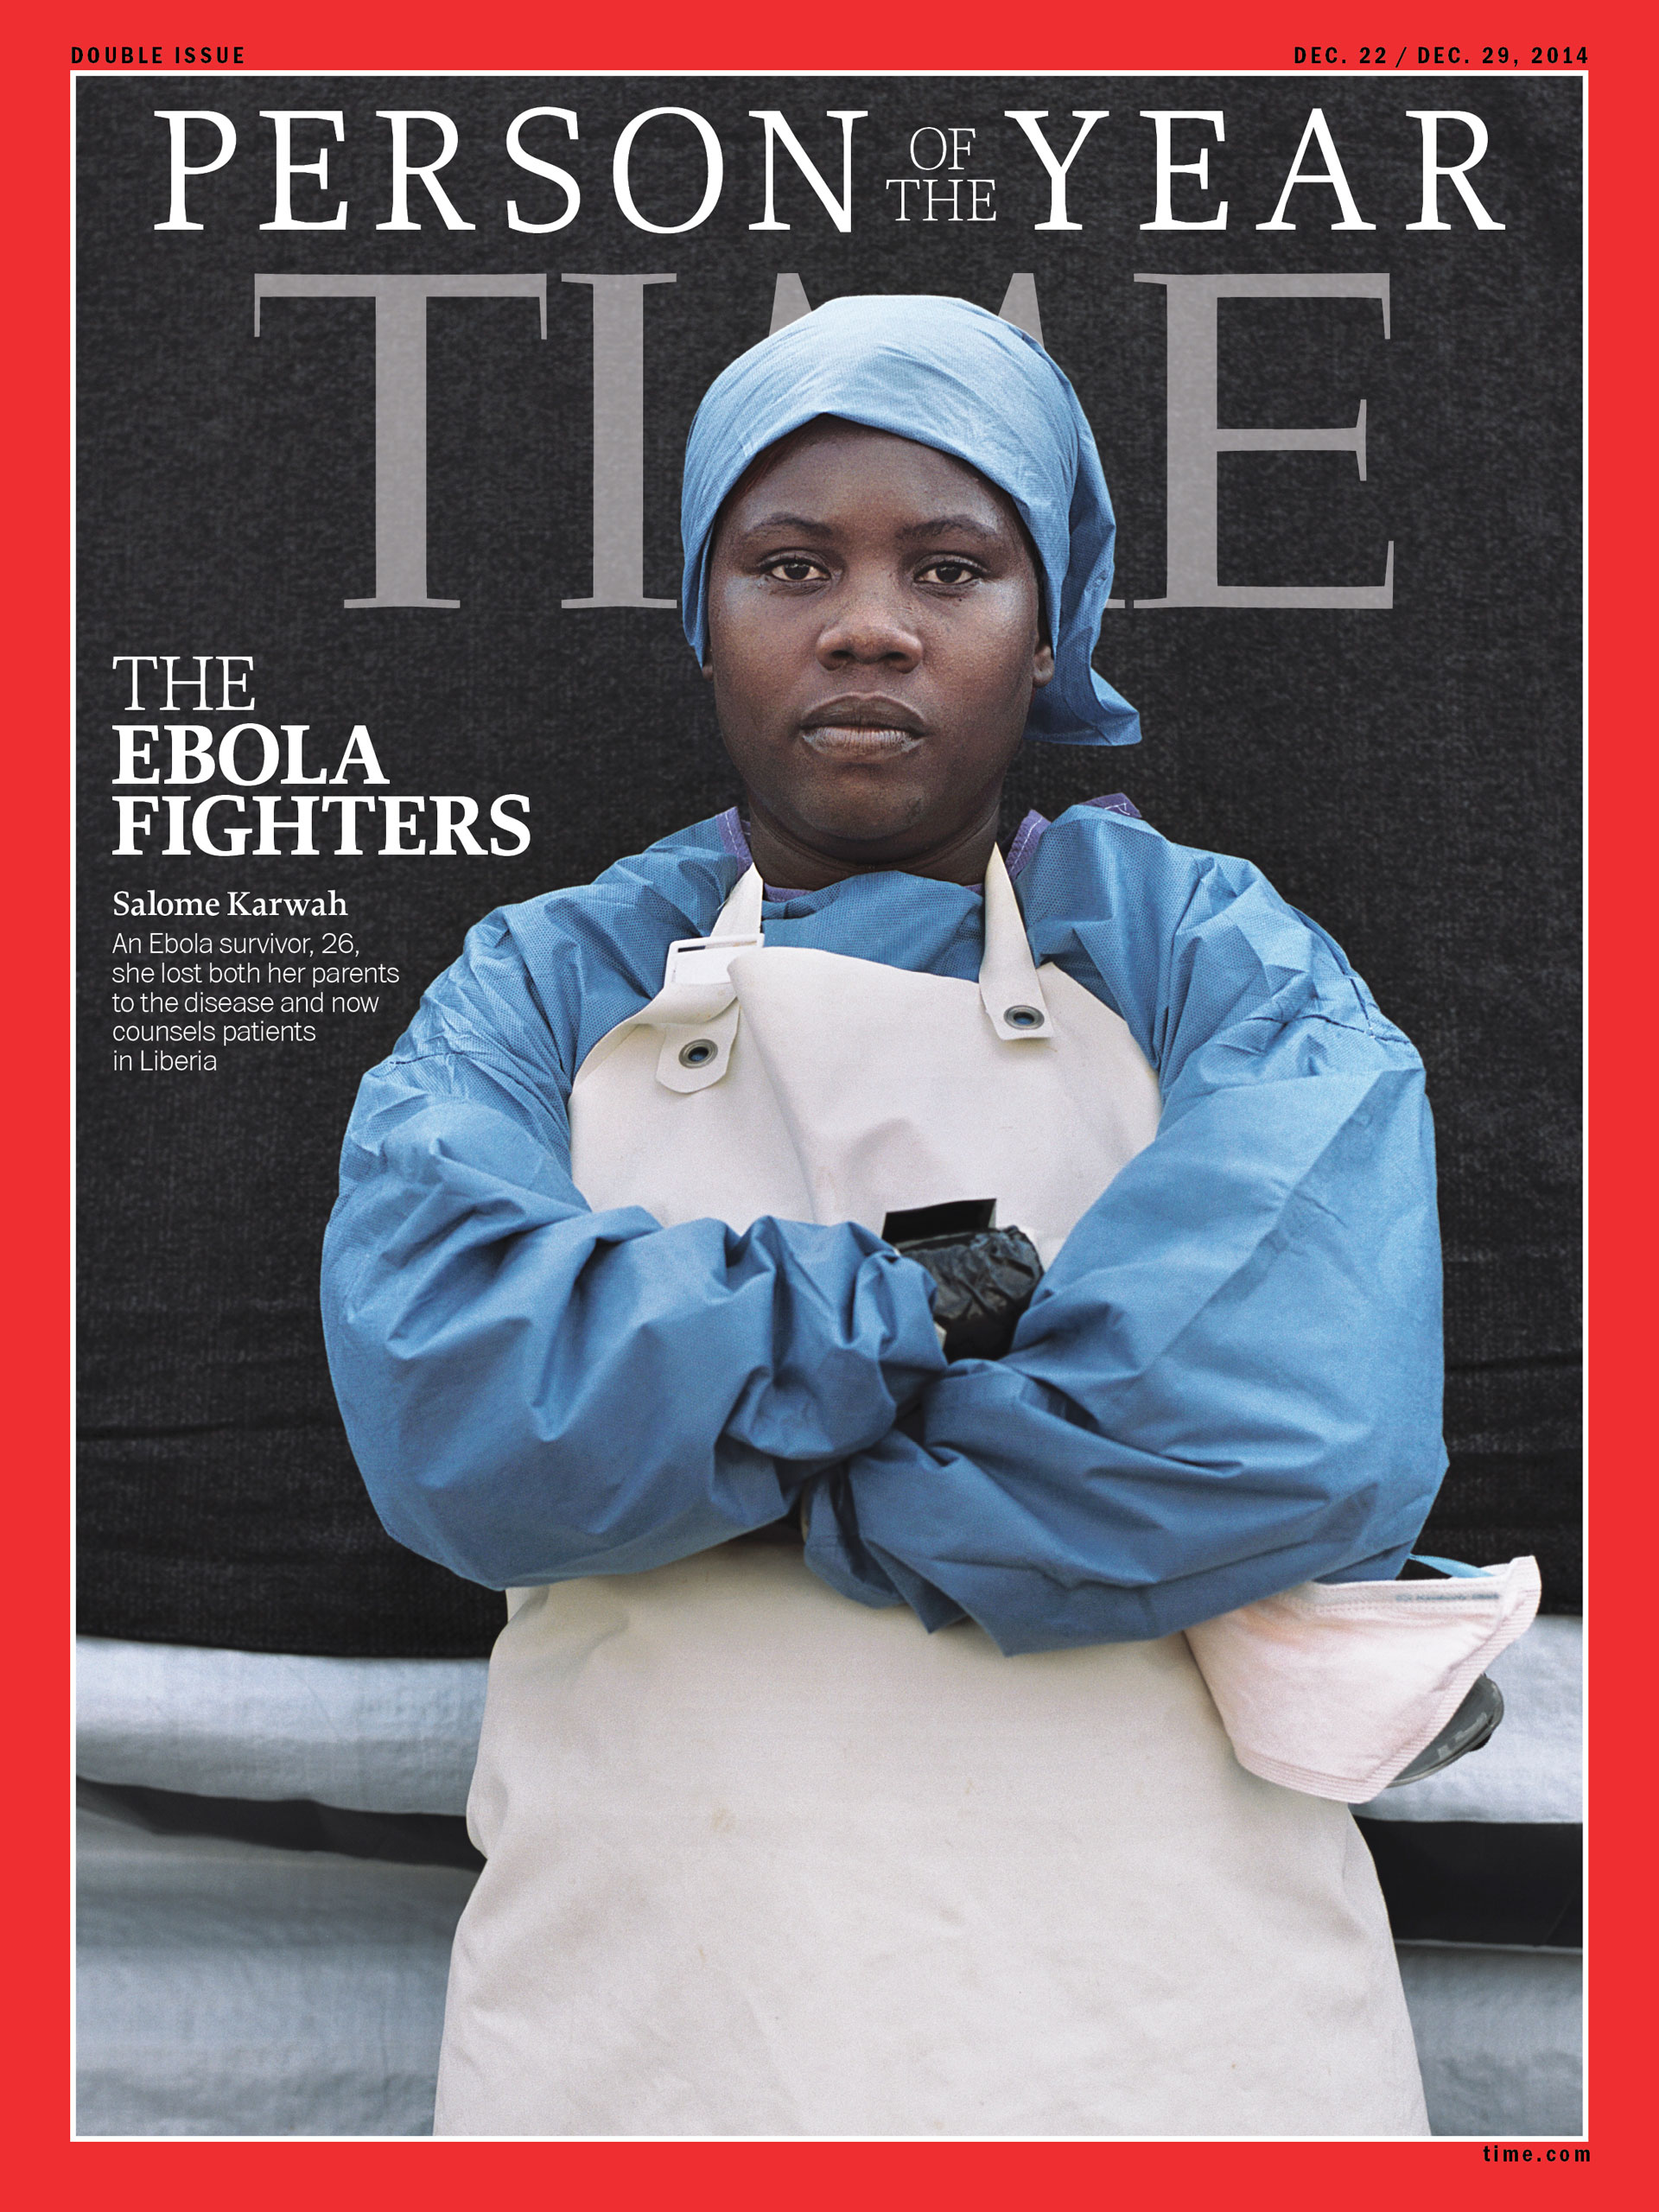 DOUBLE ISSUE
DEC. 22 / DEC. 29, 2014
PERSON OF THE YEAR
TIME
THE
EBOLA
FIGHTERS
Salome Karwah
An Ebola survivor, 26,
she lost both her parents
to the disease and now
counsels patients
in Liberia
time.com